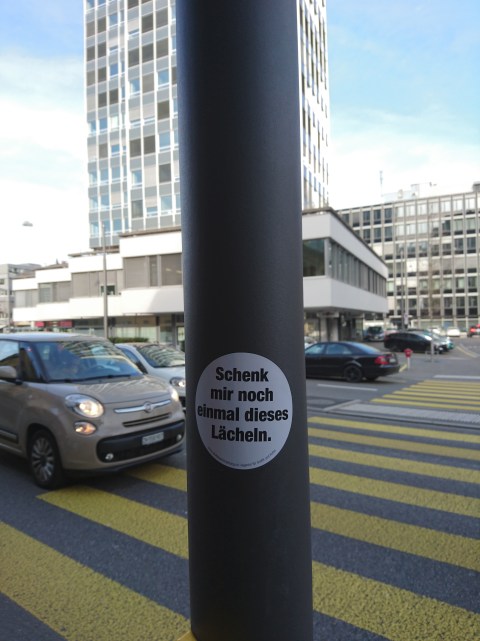 Schenk
mir noch
einmal dieses
Lächeln.